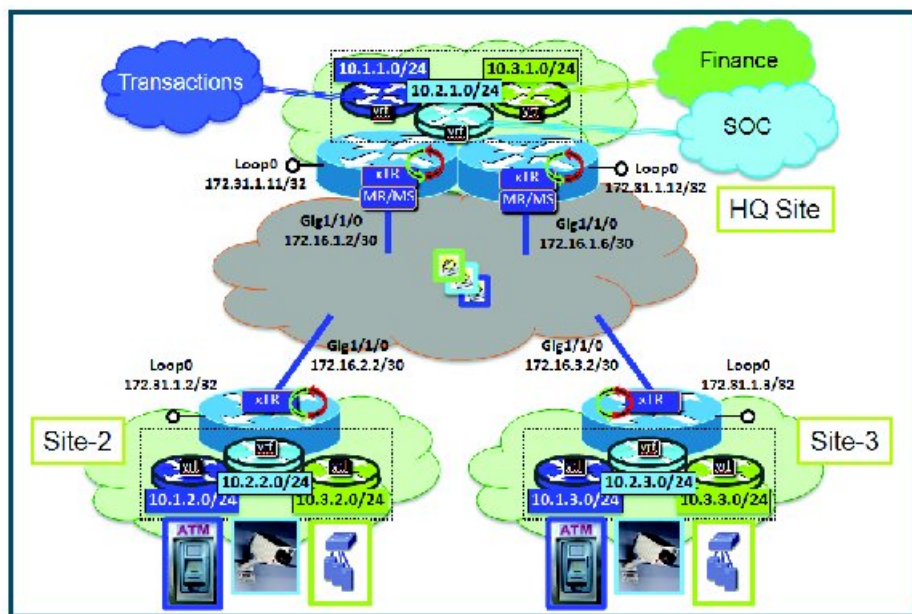 Transactions
10.1.1.0/24
10.3.1.0/24
10.2.1.0/24
Finance
SOC
vrf
vrf
vrf
Loop0
172.31.1.11/32
xTR
MR/MS
xTR
MR/MS
Loop0
172.31.1.12/32
HQ Site
Gig1/1/0
172.16.1.2/30
Gig1/1/0
172.16.1.6/30
Gig1/1/0
172.16.2.2/30
Gig1/1/0
172.16.3.2/30
Loop0
172.31.1.2/32
xTR
Loop0
172.31.1.3/32
xTR
Site-2
vrf
vrf
vrf
10.1.2.0/24
10.2.2.0/24
10.3.2.0/24
Site-3
vrf
vrf
vrf
10.1.3.0/24
10.2.3.0/24
10.3.3.0/24
ATM
ATM